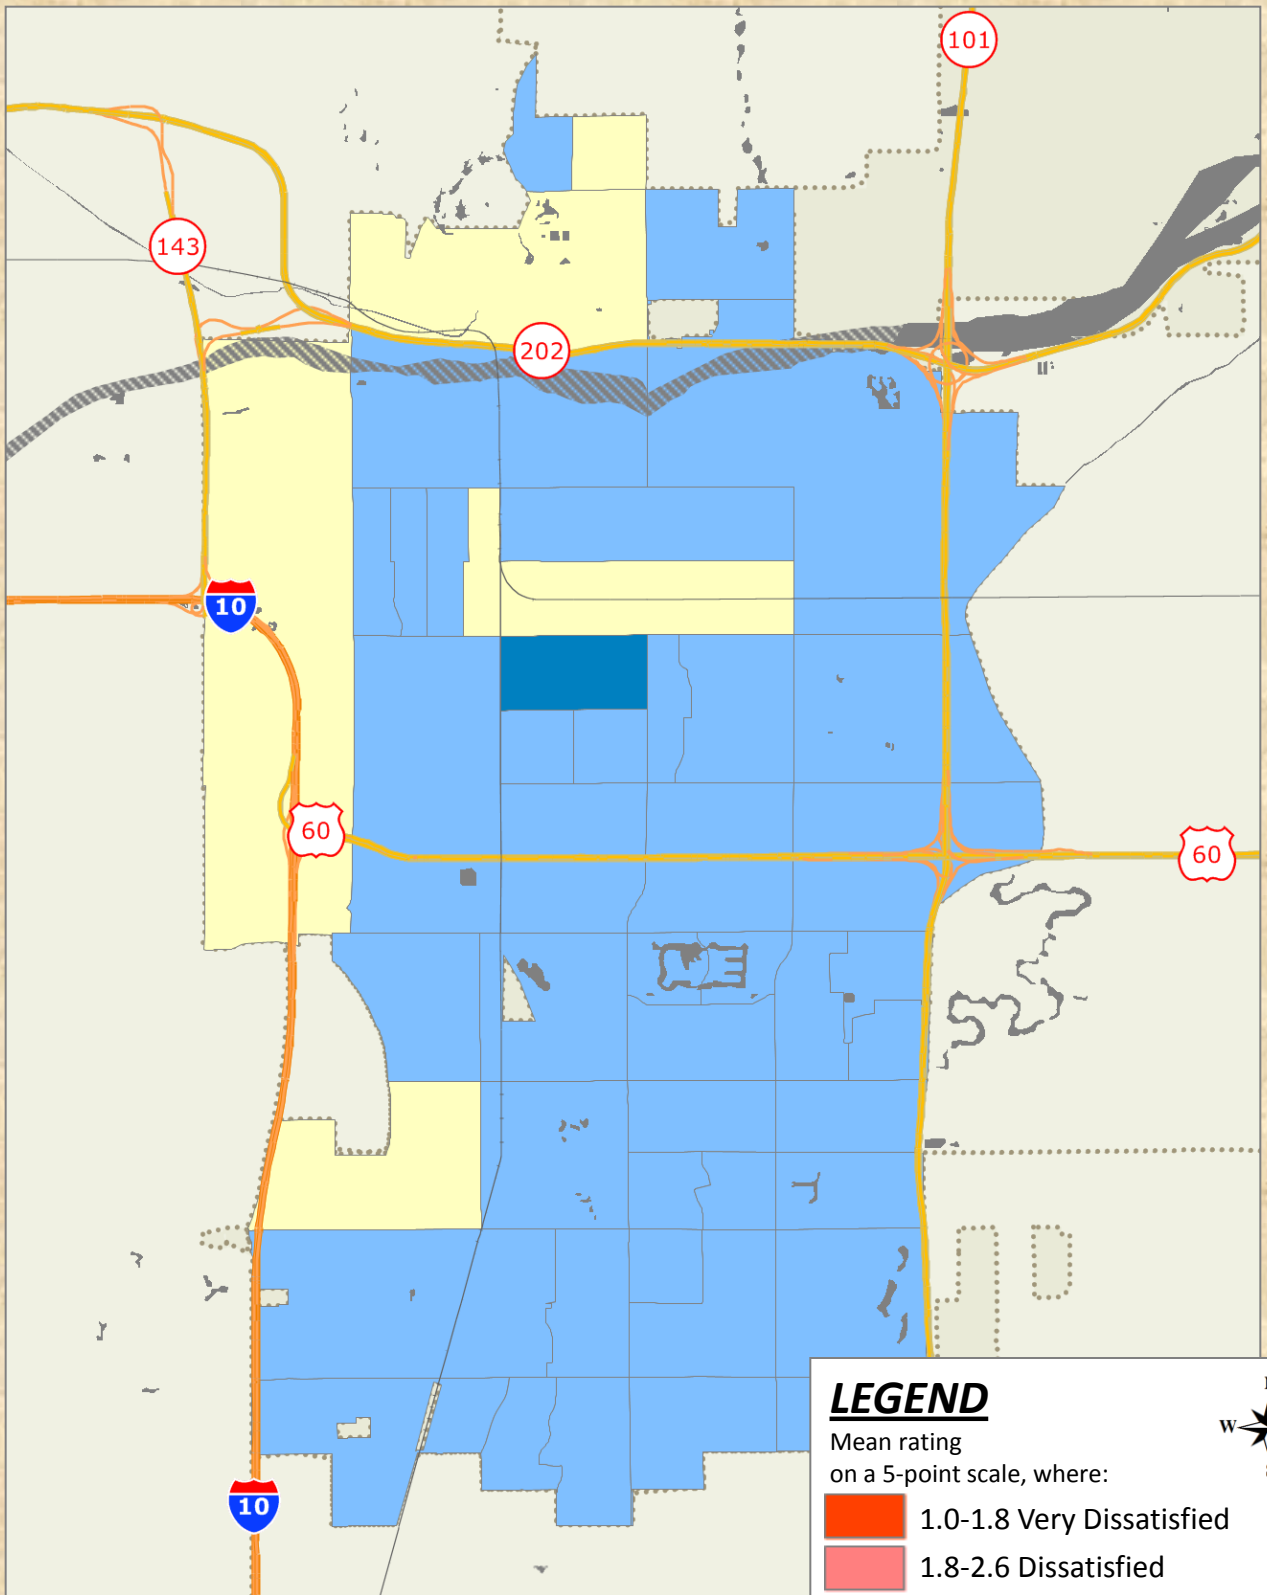 101
143
202
10
60
60
10
LEGEND
Mean rating
W
on a 5-point scale, where:
1.0-1.8 Very Dissatisfied
1.8-2.6 Dissatisfied